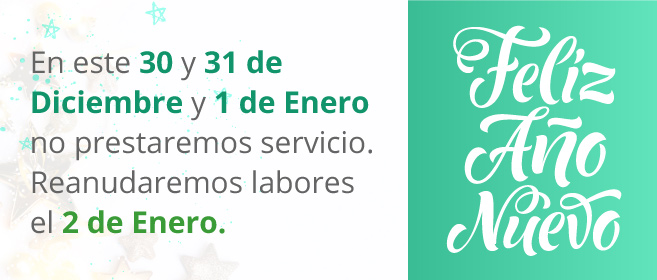 En este 30 y 31 de
Diciembre y 1 de Enero
no prestaremos servicio.
Reanudaremos labores
el 2 de Enero.
Feliz
Año
Nuevo